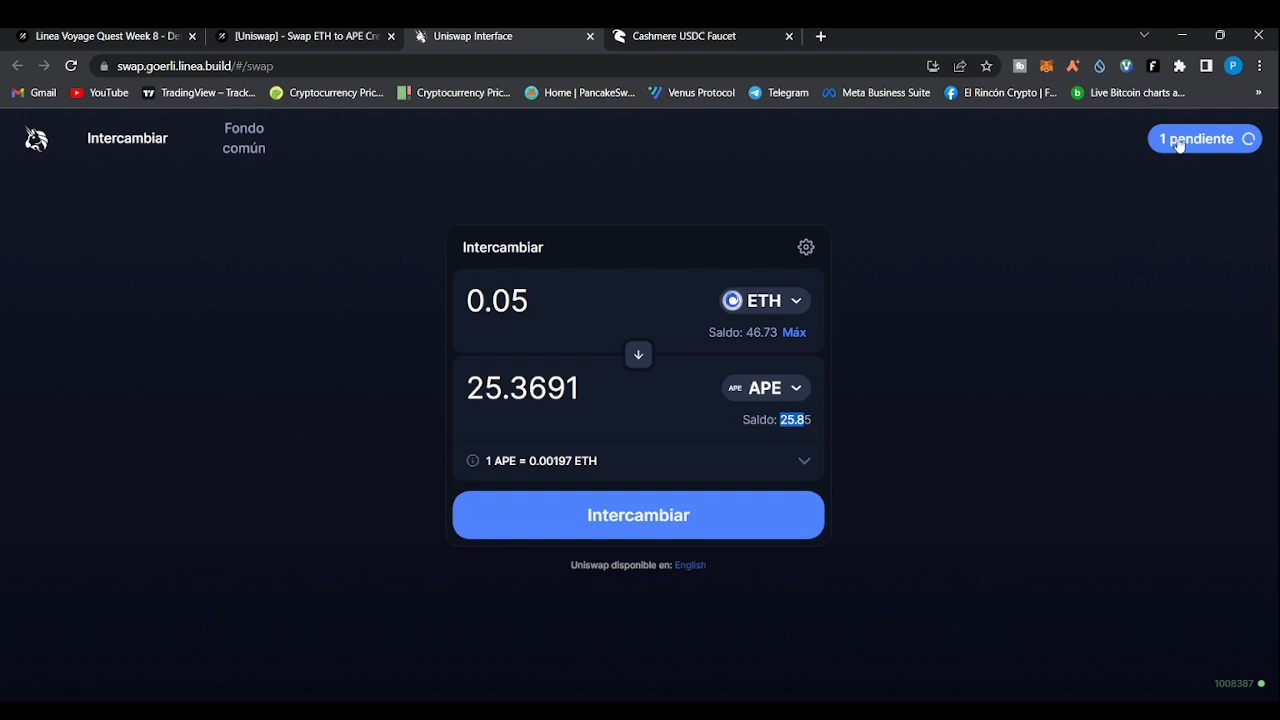 Linea Voyage Quest Week 8 - De
[Uniswap] - Swap ETH to APE Cre
Uniswap Interface
Cashmere USDC Faucet
swap.goerli.linea.build/#/swap
Gmail
YouTube
TradingView – Track...
Cryptocurrency Pric...
Cryptocurrency Pric...
Home | PancakeSw...
Venus Protocol
Telegram
Meta Business Suite
El Rincón Crypto | F...
Live Bitcoin charts a...
»
Intercambiar
Fondo
común
1 pendiente
Intercambiar
0.05
ETH
Saldo: 46.73 Máx
25.3691
APE APE
Saldo: 25.85
1 APE = 0.00197 ETH
Intercambiar
Uniswap disponible en: English
1008387